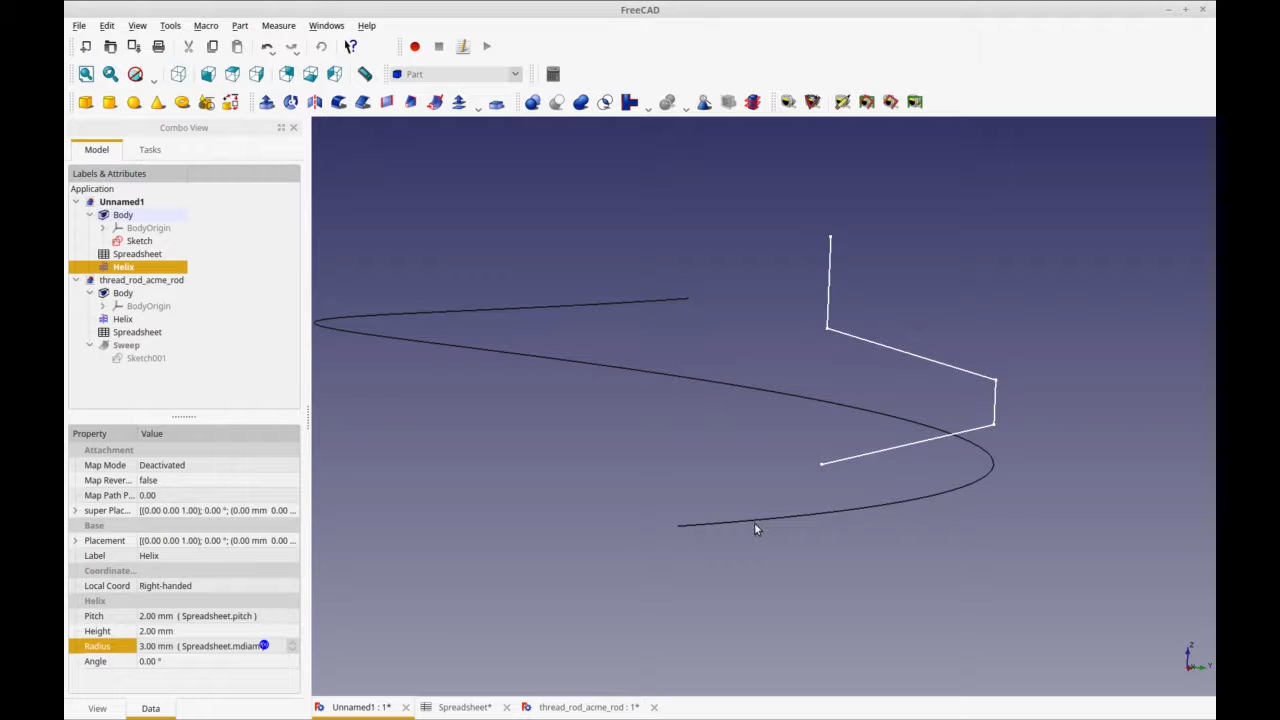 FreeCAD
File Edit View Tools Macro Part Measure Windows Help
Part
Combo View
Model Tasks
Labels & Attributes
Application
Unnamed1
Body
BodyOrigin
Sketch
Spreadsheet
Helix
thread_rod_acme_rod
Body
BodyOrigin
Helix
Spreadsheet
Sweep
Sketch001
Property Value
Attachment
Map Mode Deactivated
Map Rever... false
Map Path P... 0.00
super Plac... [(0.00 0.00 1.00); 0.00 °; (0.00 mm 0.00 ...
Base
Placement [(0.00 0.00 1.00); 0.00 °; (0.00 mm 0.00 ...
Label Helix
Coordinate...
Local Coord Right-handed
Helix
Pitch 2.00 mm ( Spreadsheet.pitch )
Height 2.00 mm
Radius 3.00 mm ( Spreadsheet.mdiam
Angle 0.00 °
Z
Y
View Data
Unnamed1 : 1* Spreadsheet* thread_rod_acme_rod : 1*